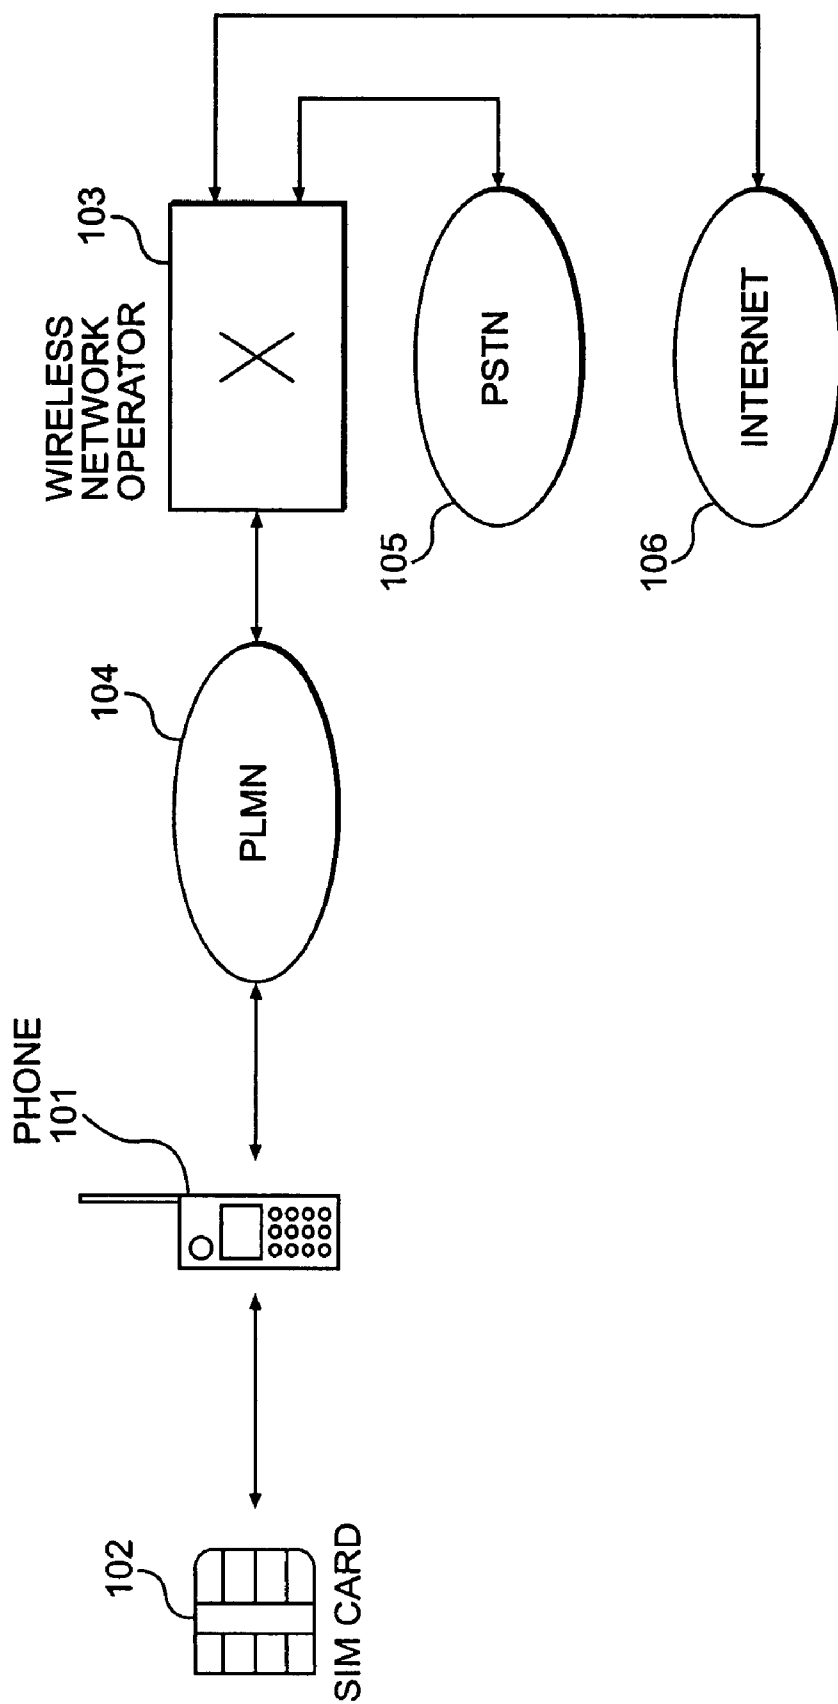 102
SIM CARD
PHONE
101
104
PLMN
WIRELESS
NETWORK
OPERATOR
103
X
105
PSTN
106
INTERNET